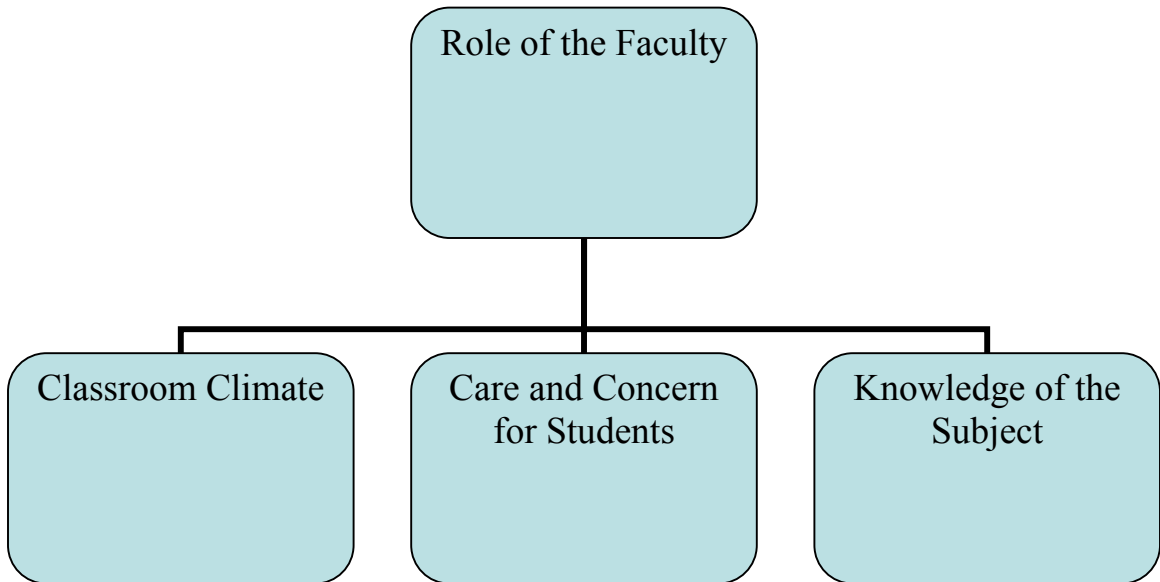 Role of the Faculty
Classroom Climate
Care and Concern
for Students
Knowledge of the
Subject